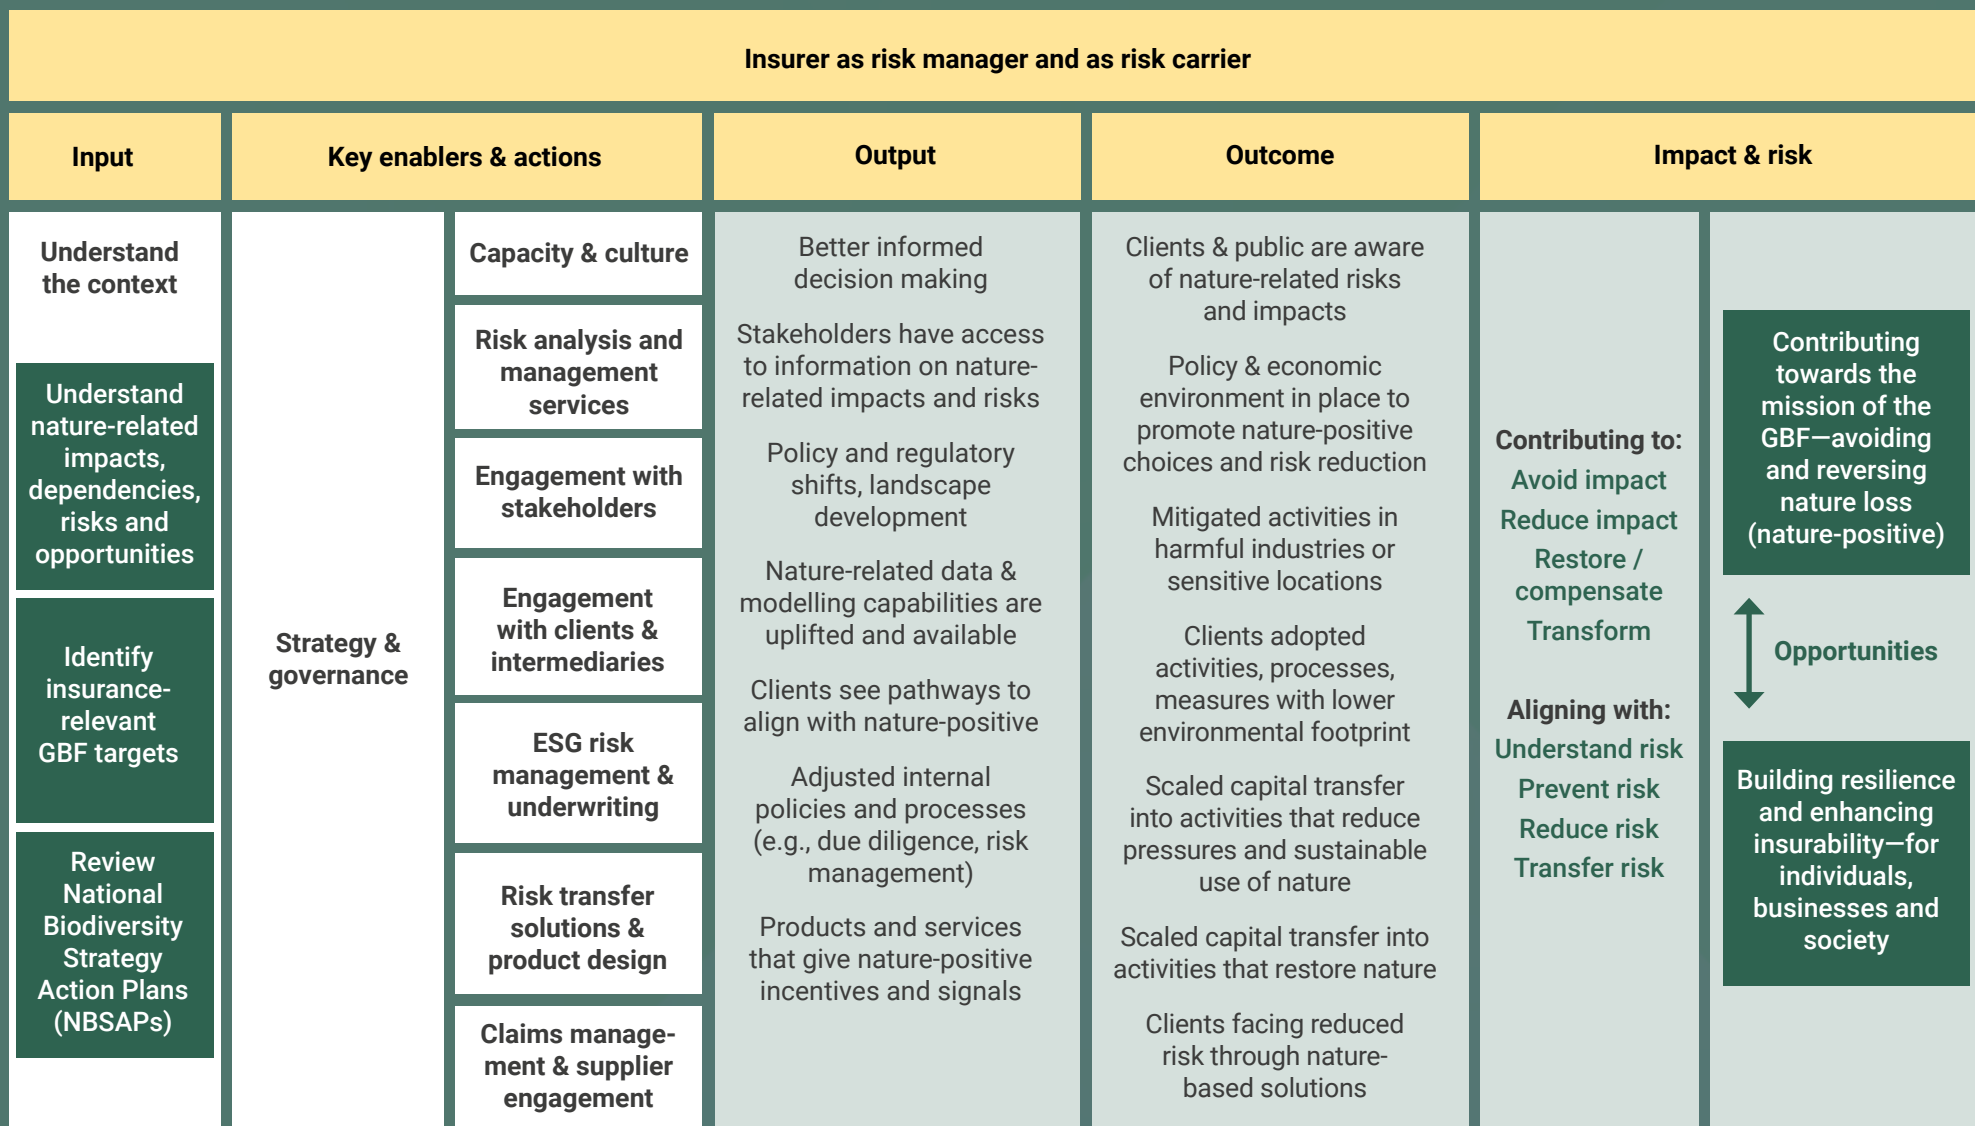 Insurer as risk manager and as risk carrier
Input
Key enablers & actions
Output
Outcome
Impact & risk
Understand
the context
Understand
nature-related
impacts,
dependencies,
risks and
opportunities
Identify
insurance-
relevant
GBF targets
Review
National
Biodiversity
Strategy
Action Plans
(NBSAPs)
Strategy &
governance
Capacity & culture
Risk analysis and
management
services
Engagement with
stakeholders
Engagement
with clients &
intermediaries
ESG risk
management &
underwriting
Risk transfer
solutions &
product design
Claims manage-
ment & supplier
engagement
Better informed
decision making
Stakeholders have access
to information on nature-
related impacts and risks
Policy and regulatory
shifts, landscape
development
Nature-related data &
modelling capabilities are
uplifted and available
Clients see pathways to
align with nature-positive
Adjusted internal
policies and processes
(e.g., due diligence, risk
management)
Products and services
that give nature-positive
incentives and signals
Clients & public are aware
of nature-related risks
and impacts
Policy & economic
environment in place to
promote nature-positive
choices and risk reduction
Mitigated activities in
harmful industries or
sensitive locations
Clients adopted
activities, processes,
measures with lower
environmental footprint
Scaled capital transfer
into activities that reduce
pressures and sustainable
use of nature
Scaled capital transfer into
activities that restore nature
Clients facing reduced
risk through nature-
based solutions
Contributing to:
Avoid impact
Reduce impact
Restore /
compensate
Transform
Aligning with:
Understand risk
Prevent risk
Reduce risk
Transfer risk
Contributing
towards the
mission of the
GBF—avoiding
and reversing
nature loss
(nature-positive)
Opportunities
Building resilience
and enhancing
insurability—for
individuals,
businesses and
society